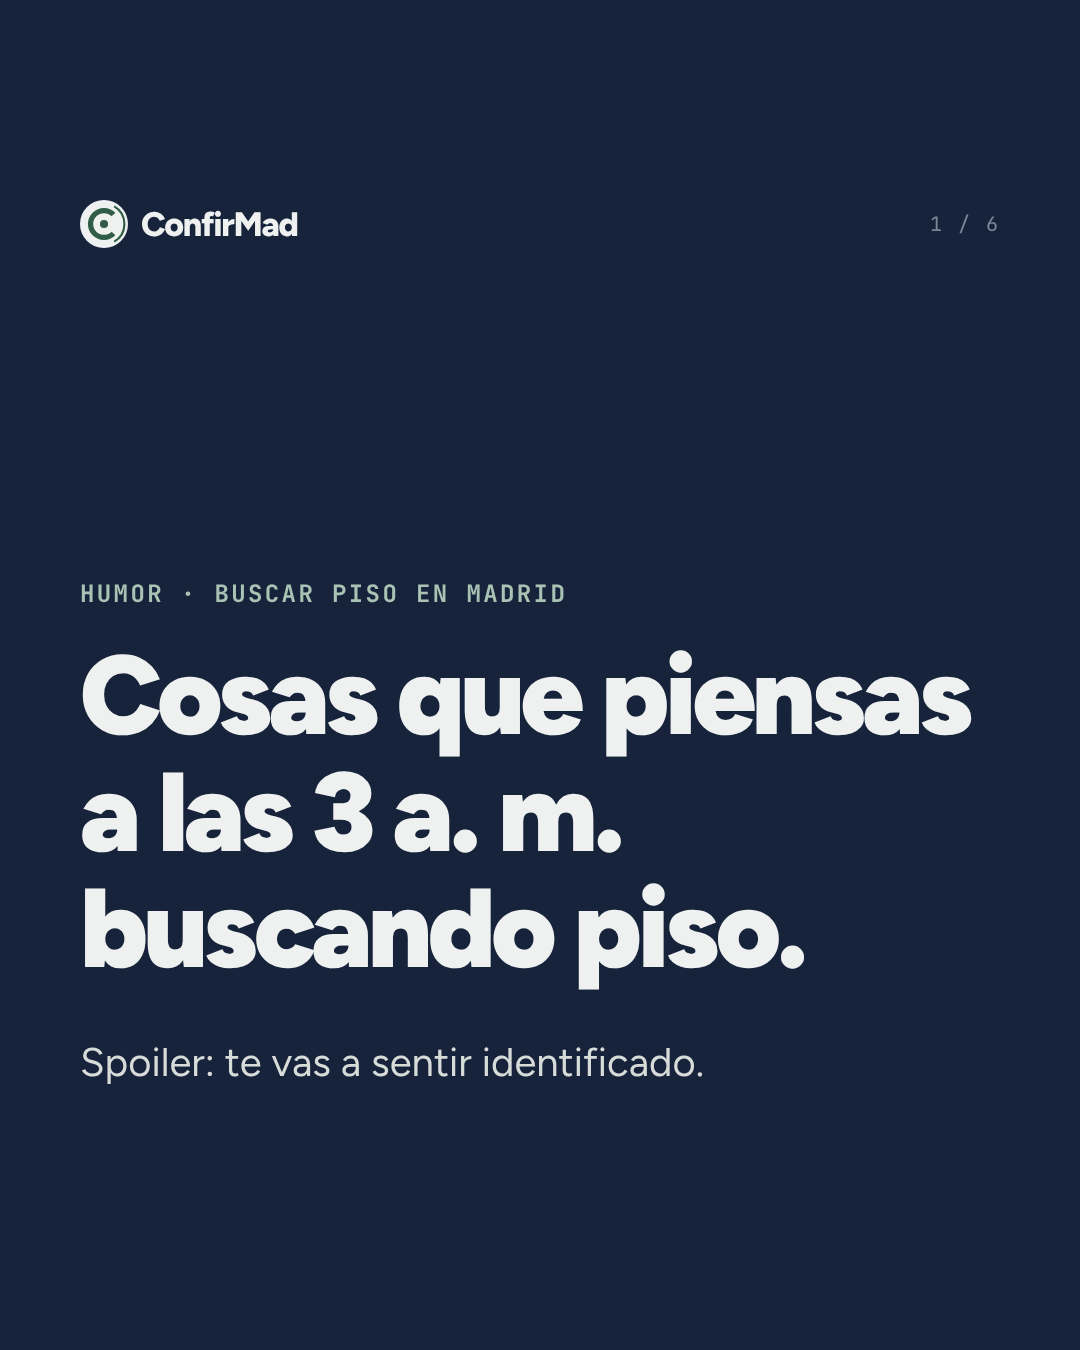 ConfirMad
1 / 6
HUMOR · BUSCAR PISO EN MADRID
Cosas que piensas
a las 3 a. m.
buscando piso.
Spoiler: te vas a sentir identificado.